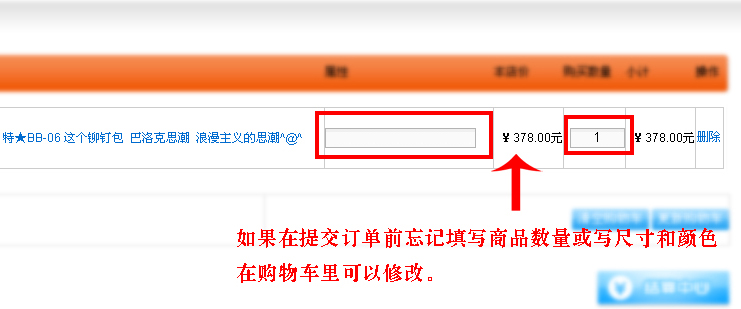 属性 本店价 购买数量 小计 操作
特★BB-06 这个铆钉包 巴洛克思潮 浪漫主义的思潮^@^ ¥ 378.00元 1 ¥ 378.00元 删除
如果在提交订单前忘记填写商品数量或写尺寸和颜色
在购物车里可以修改。